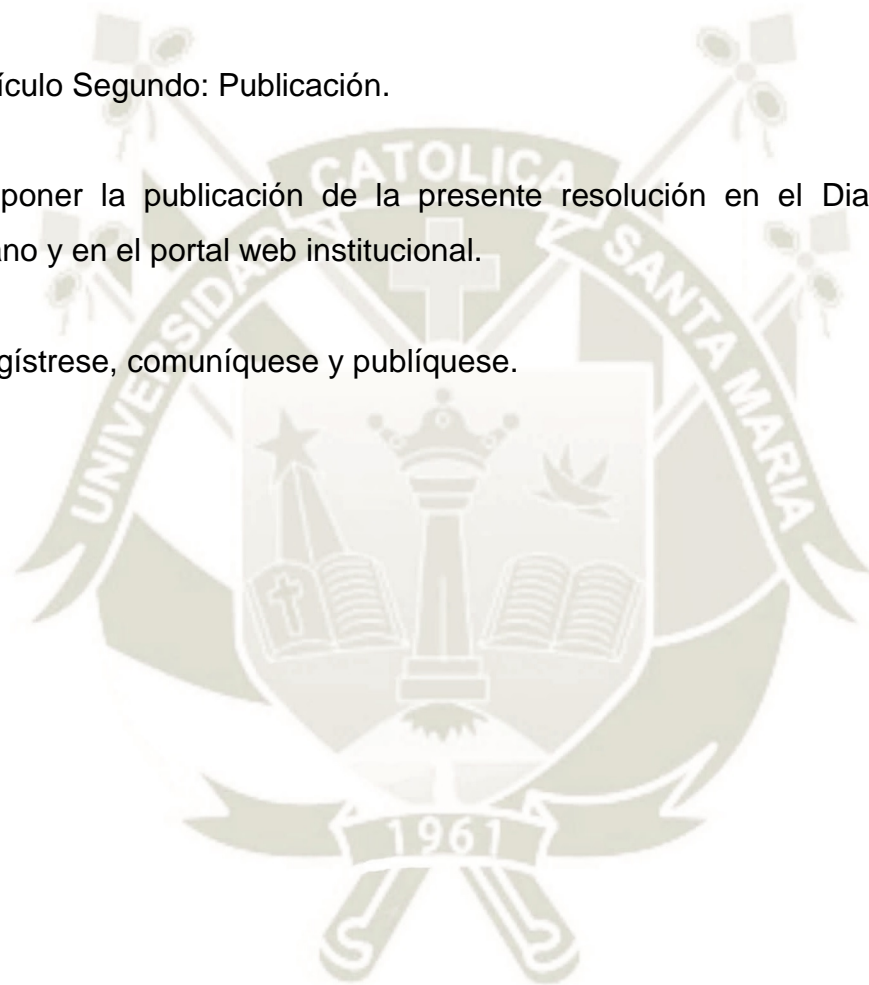 ículo Segundo: Publicación.
CATOLICA
poner la publicación de la presente resolución en el Dia
ano y en el portal web institucional.
UNIVERSIDAD
SANTA MARIA
gístrese, comuníquese y publíquese.
1961